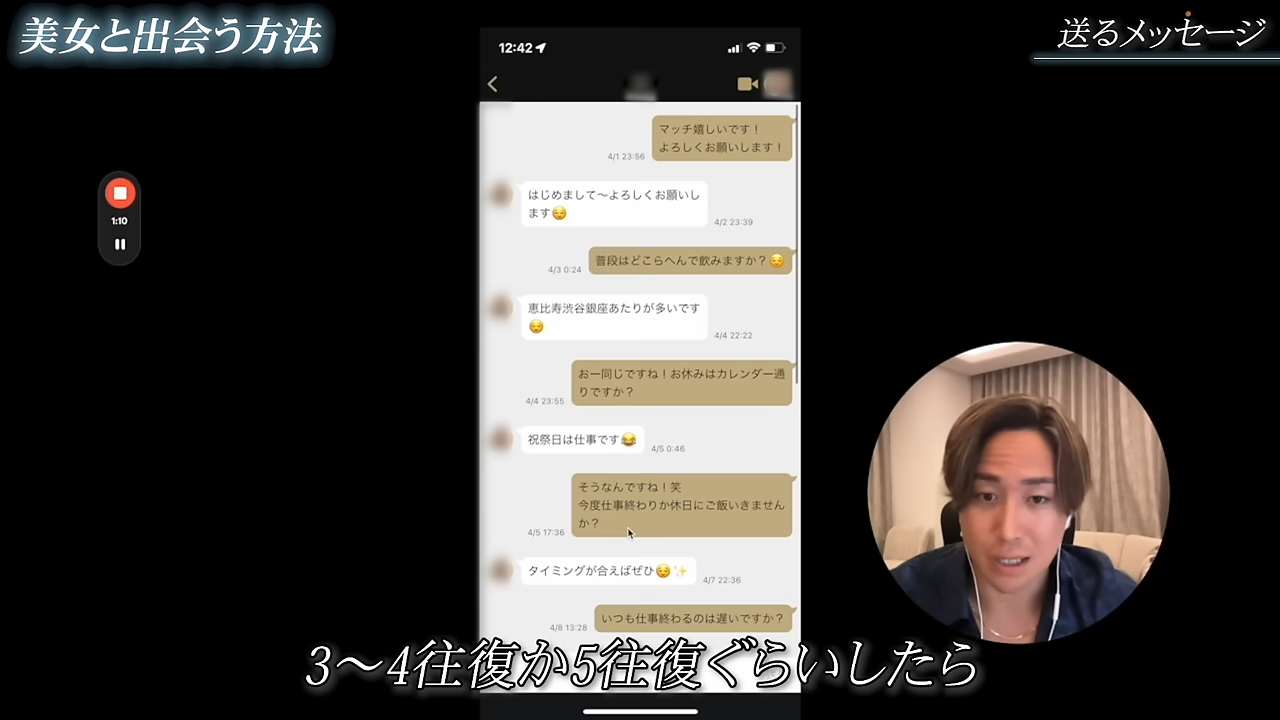 美女と出会う方法
送るメッセージ
12:42
マッチ嬉しいです！
よろしくお願いします！
4/1 23:56
はじめまして〜よろしくお願いし
ます😌
4/2 23:39
普段はどこらへんで飲みますか？😌
4/3 0:24
恵比寿渋谷銀座あたりが多いです
😌
4/4 22:22
おー同じですね！お休みはカレンダー通
りですか？
4/4 23:55
祝祭日は仕事です😂
4/5 0:46
そうなんですね！笑
今度仕事終わりか休日にご飯いきません
か？
4/5 17:36
タイミングが合えばぜひ😌✨
4/7 22:36
いつも仕事終わるのは遅いですか？
4/8 13:28
1:10
3〜4往復か5往復ぐらいしたら